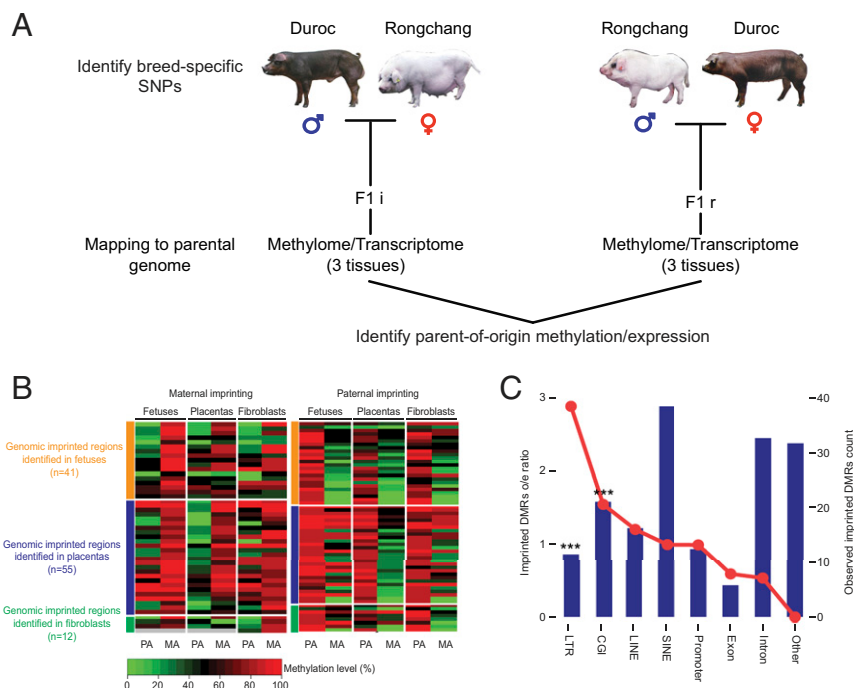 A
Duroc
Rongchang
Rongchang
Duroc
Identify breed-specific
SNPs
♂
♀
♂
♀
F1 i
F1 r
Mapping to parental
genome
Methylome/Transcriptome
(3 tissues)
Methylome/Transcriptome
(3 tissues)
Identify parent-of-origin methylation/expression
B
Maternal imprinting
Paternal imprinting
Fetuses
Placentas
Fibroblasts
Fetuses
Placentas
Fibroblasts
Genomic imprinted regions
identified in fetuses
(n=41)
Genomic imprinted regions
identified in placentas
(n=55)
Genomic imprinted regions
identified in fibroblasts
(n=12)
PA MA PA MA PA MA PA MA PA MA PA MA
Methylation level (%)
0 20 40 60 80 100
C
Imprinted DMRs o/e ratio
3
2
1
0
***
***
40
30
20
10
0
Observed imprinted DMRs count
LTR
CGI
LINE
SINE
Promoter
Exon
Intron
Other